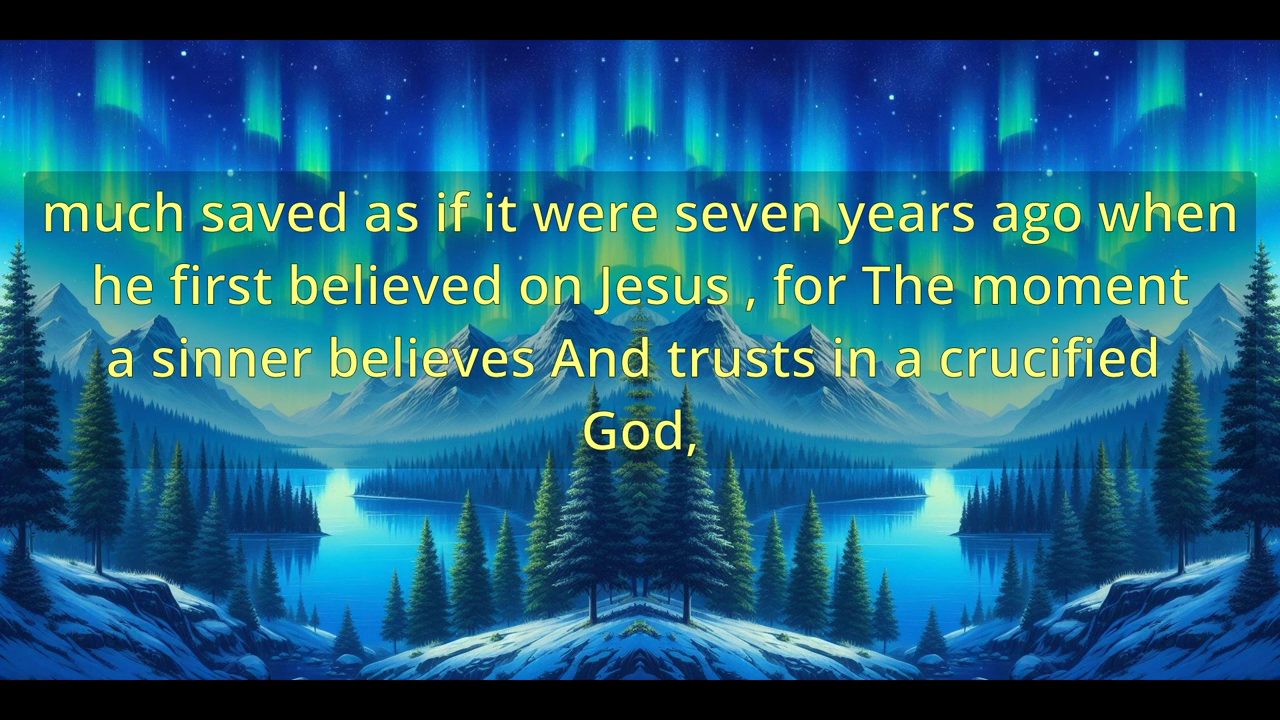 much saved as if it were seven years ago when
he first believed on Jesus , for The moment
a sinner believes And trusts in a crucified
God,